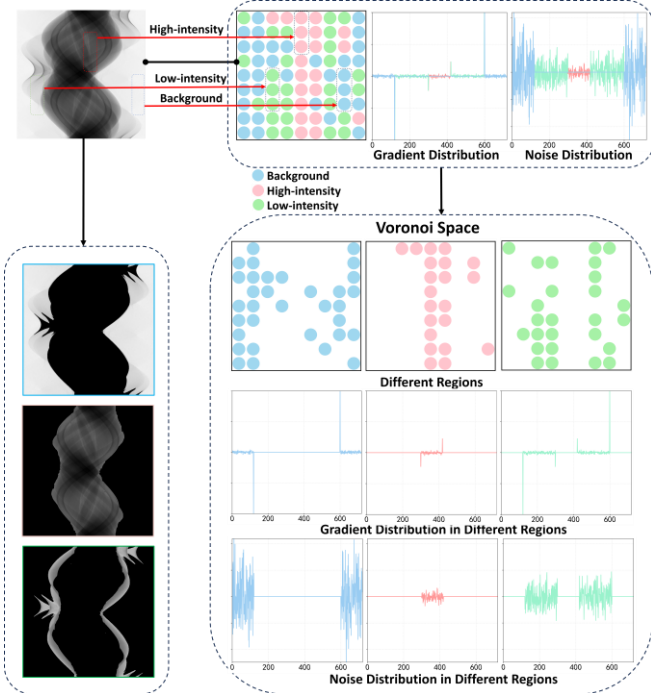 High-intensity
Low-intensity
Background
0 200 400 600
0 200 400 600
Gradient Distribution
Noise Distribution
Background
High-intensity
Low-intensity
Voronoi Space
Different Regions
0 200 400 600
0 200 400 600
0 200 400 600
Gradient Distribution in Different Regions
0 200 400 600
0 200 400 600
0 200 400 600
Noise Distribution in Different Regions